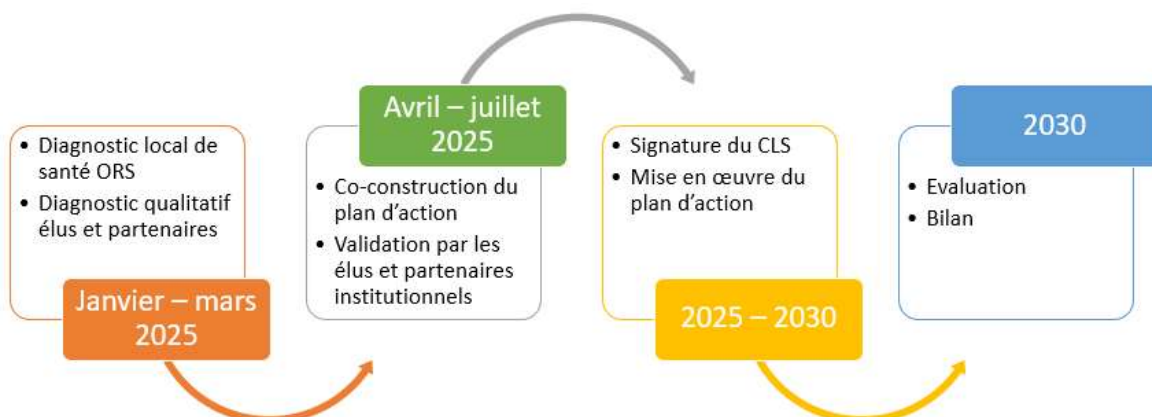 • Diagnostic local de
santé ORS
• Diagnostic qualitatif
élus et partenaires
Janvier – mars
2025
Avril – juillet
2025
• Co-construction du
plan d’action
• Validation par les
élus et partenaires
institutionnels
• Signature du CLS
• Mise en œuvre du
plan d’action
2025 – 2030
2030
• Evaluation
• Bilan